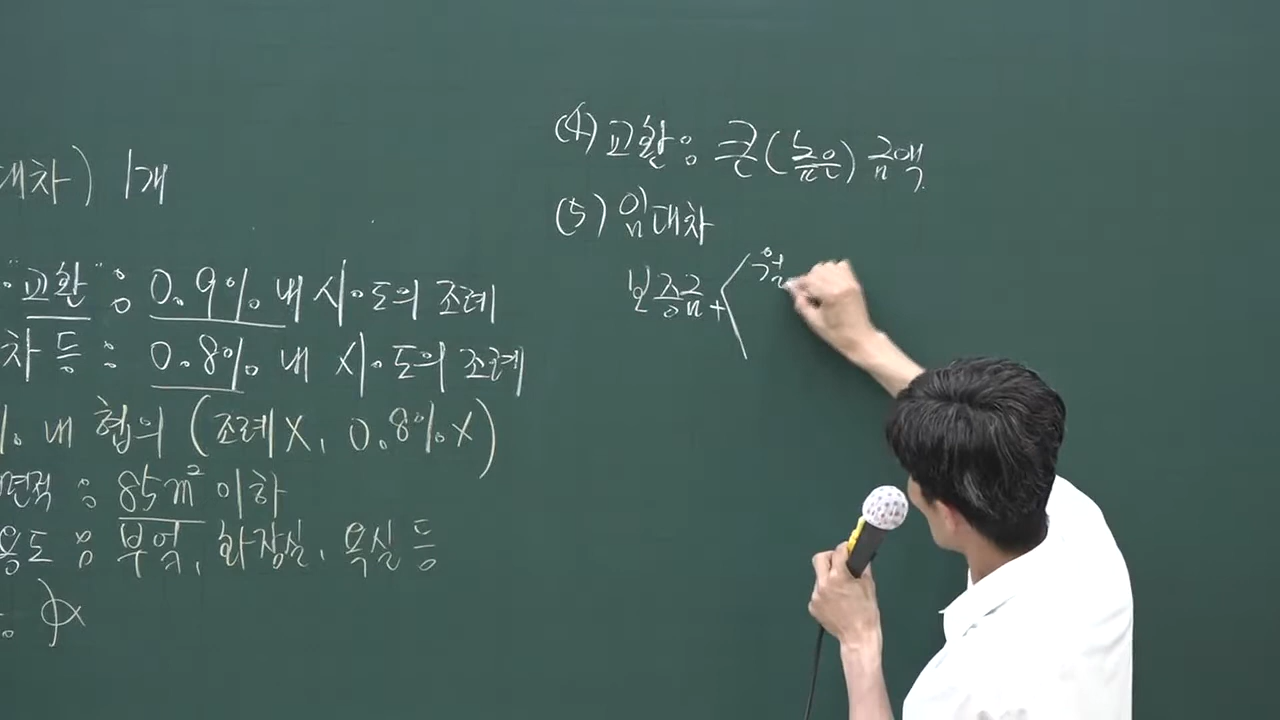 대차) 1개
"교환" : 0.9% 내 시·도의 조례
차 등 : 0.8% 내 시·도의 조례
%. 내 협의 (조례X, 0.8%X)
면적 : 85m² 이하
용도 : 부엌, 화장실, 욕실 등
(4) 교환 : 큰(높은) 금액
(5) 임대차
보증금 + 월